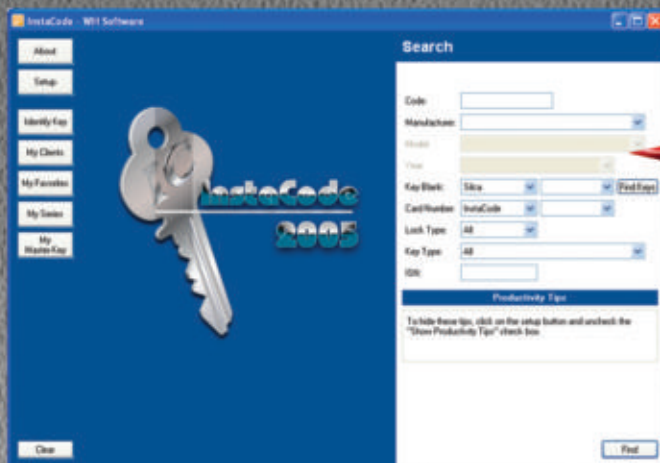 InstaCode - WH Software
About
Setup
Identify Key
My Clients
My Favorites
My Series
My
Master Key
Clear
InstaCode
2005
Search
Code:
Manufacturer:
Model:
Year:
Key Blank: Silca Find Keys
Card Number: InstaCode
Lock Type: All
Key Type: All
ISN:
Productivity Tips
To hide these tips, click on the setup button and uncheck the
"Show Productivity Tips" check box.
Find